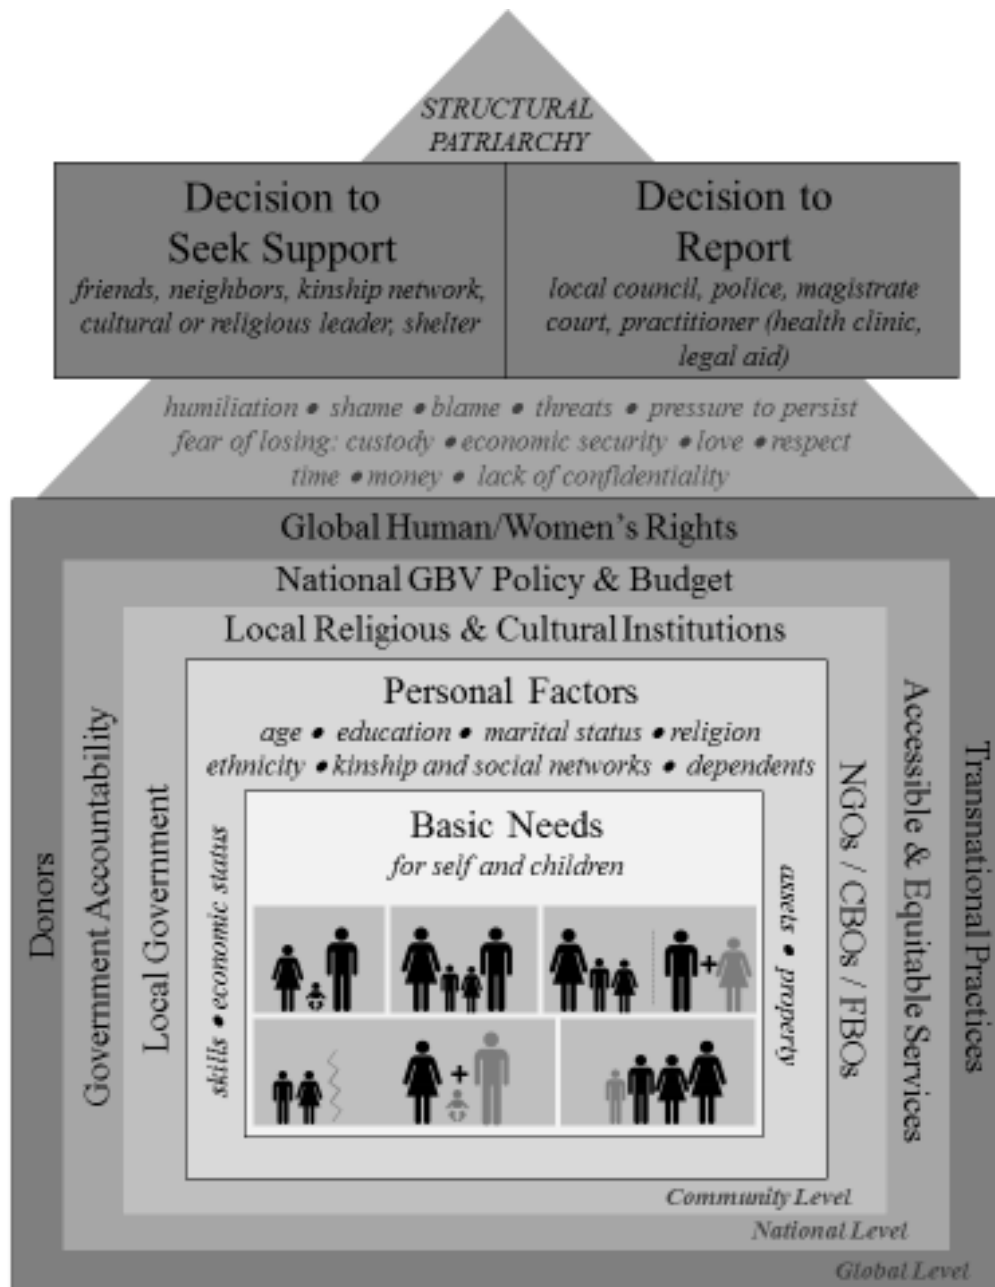 STRUCTURAL
PATRIARCHY
Decision to
Seek Support
friends, neighbors, kinship network,
cultural or religious leader, shelter
Decision to
Report
local council, police, magistrate
court, practitioner (health clinic,
legal aid)
humiliation • shame • blame • threats • pressure to persist
fear of losing: custody • economic security • love • respect
time • money • lack of confidentiality
Global Human/Women's Rights
National GBV Policy & Budget
Local Religious & Cultural Institutions
Personal Factors
age • education • marital status • religion
ethnicity • kinship and social networks • dependents
Basic Needs
for self and children
Donors
Government Accountability
Local Government
skills • economic status
assets • property
NGOs / CBOs / FBOs
Accessible & Equitable Services
Transnational Practices
Community Level
National Level
Global Level